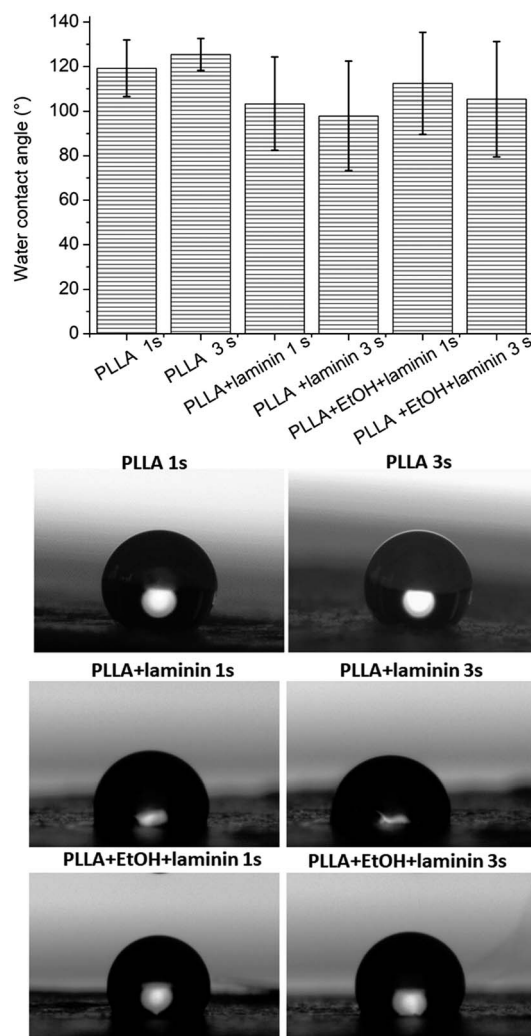 140
120
100
80
60
40
20
0
Water contact angle (°)
PLLA 1s
PLLA 3 s
PLLA+laminin 1 s
PLLA +laminin 3 s
PLLA+EtOH+laminin 1s
PLLA +EtOH+laminin 3 s
PLLA 1s
PLLA 3s
PLLA+laminin 1s
PLLA+laminin 3s
PLLA+EtOH+laminin 1s
PLLA+EtOH+laminin 3s